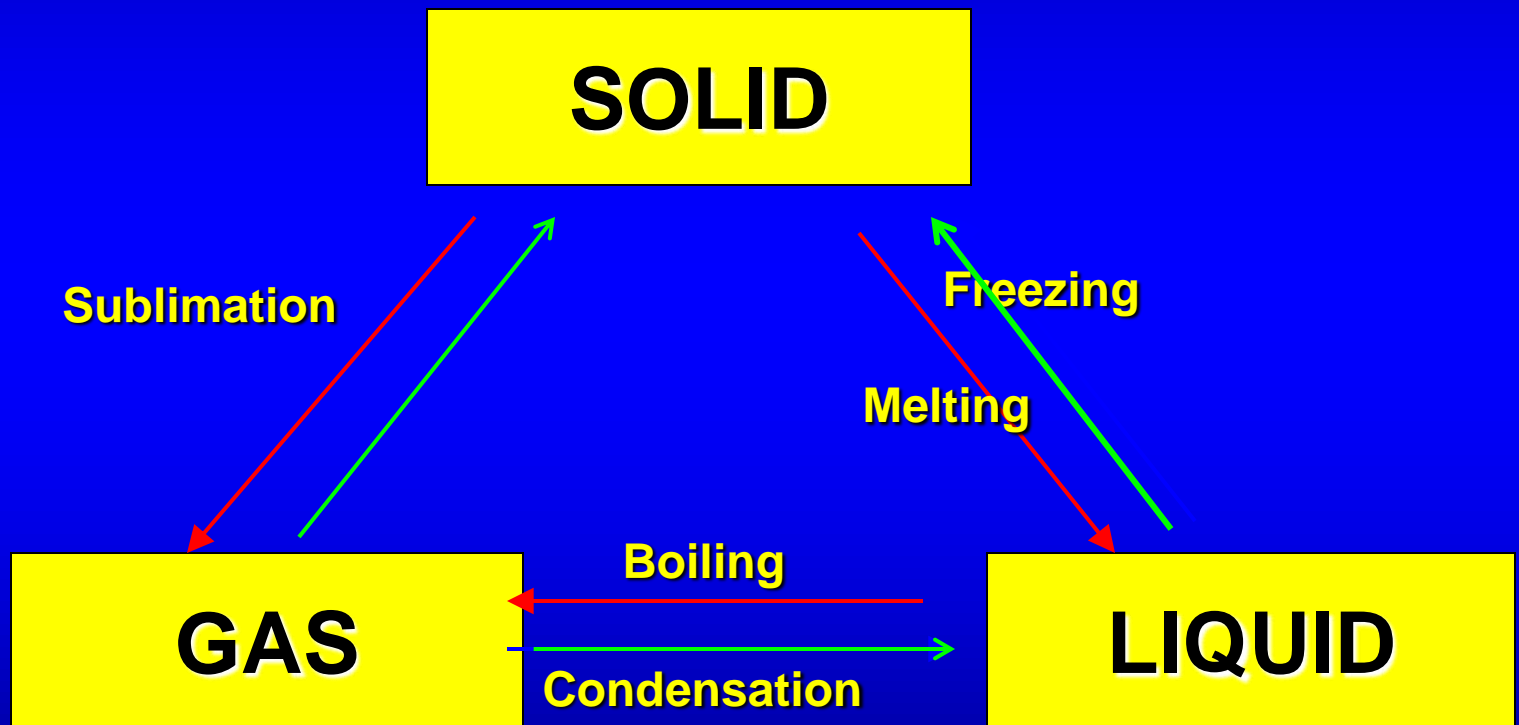 SOLID
Sublimation
Freezing
Melting
Boiling
GAS
LIQUID
Condensation